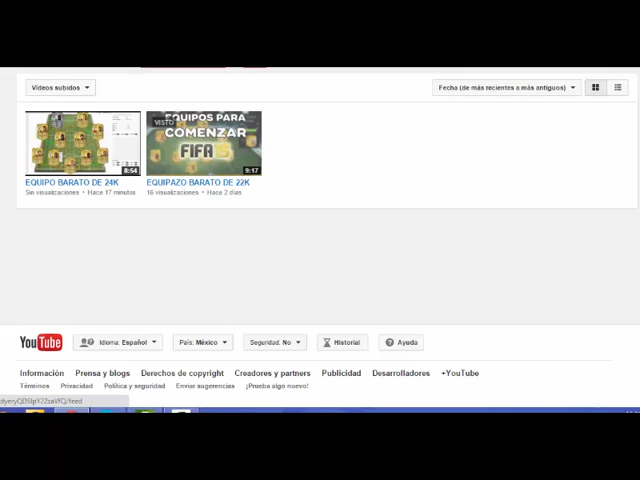 Vídeos subidos
Fecha (de más recientes a más antiguos)
VISTO
EQUIPOS PARA
COMENZAR
FIFA 15
8:54
9:17
EQUIPO BARATO DE 24K
EQUIPAZO BARATO DE 22K
Sin visualizaciones • Hace 17 minutos
16 visualizaciones • Hace 2 días
YouTube
Idioma: Español
País: México
Seguridad: No
Historial
Ayuda
Información
Prensa y blogs
Derechos de copyright
Creadores y partners
Publicidad
Desarrolladores
+YouTube
Términos
Privacidad
Política y seguridad
Enviar sugerencias
¡Prueba algo nuevo!